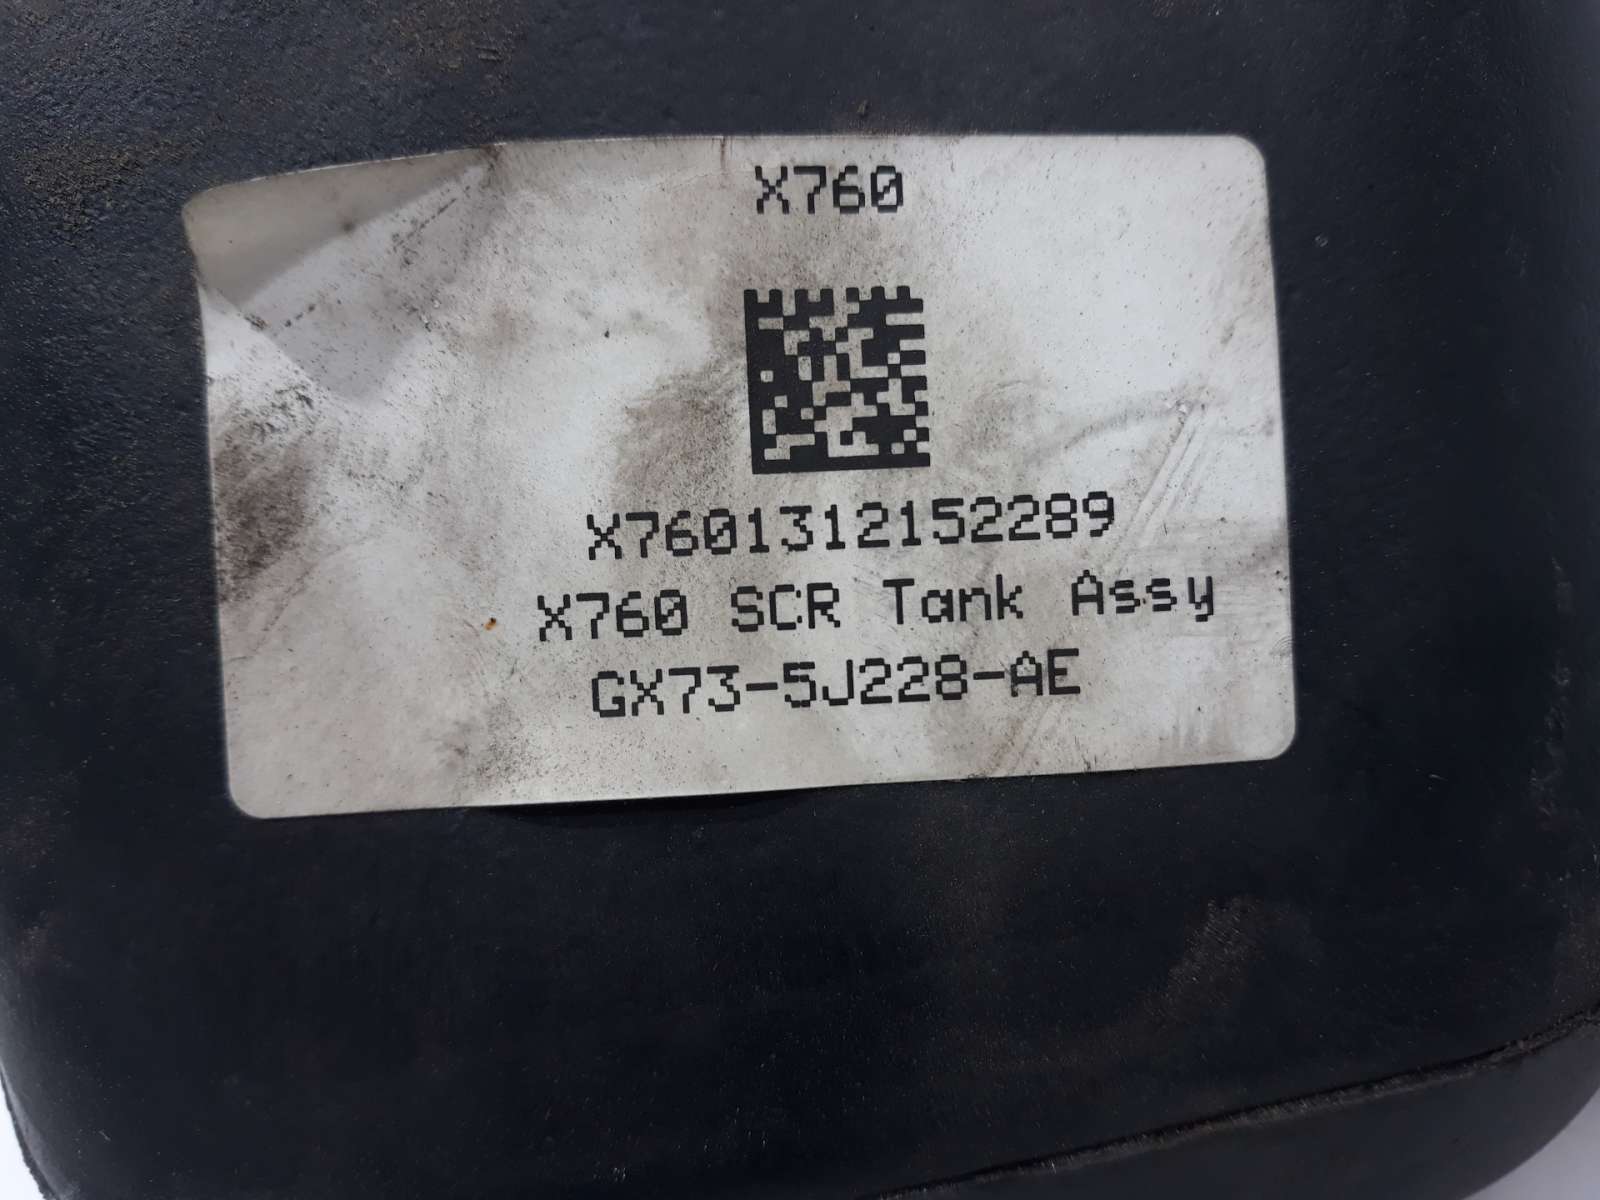 X760
X7601312152289
X760 SCR Tank Assy
GX73-5J228-AE